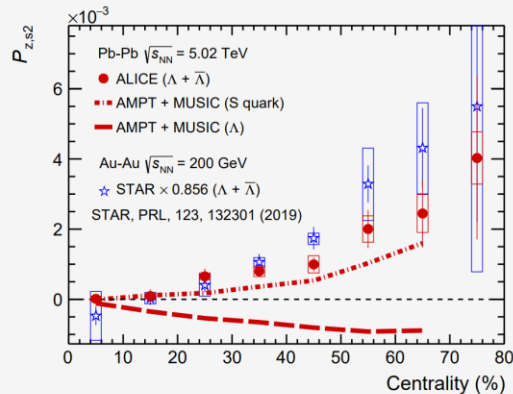 ×10⁻³
P_{z,s2}
6
4
2
0
Pb-Pb √s_NN = 5.02 TeV
ALICE (Λ + Λ̅)
AMPT + MUSIC (S quark)
AMPT + MUSIC (Λ)
Au-Au √s_NN = 200 GeV
STAR × 0.856 (Λ + Λ̅)
STAR, PRL, 123, 132301 (2019)
0 10 20 30 40 50 60 70 80
Centrality (%)